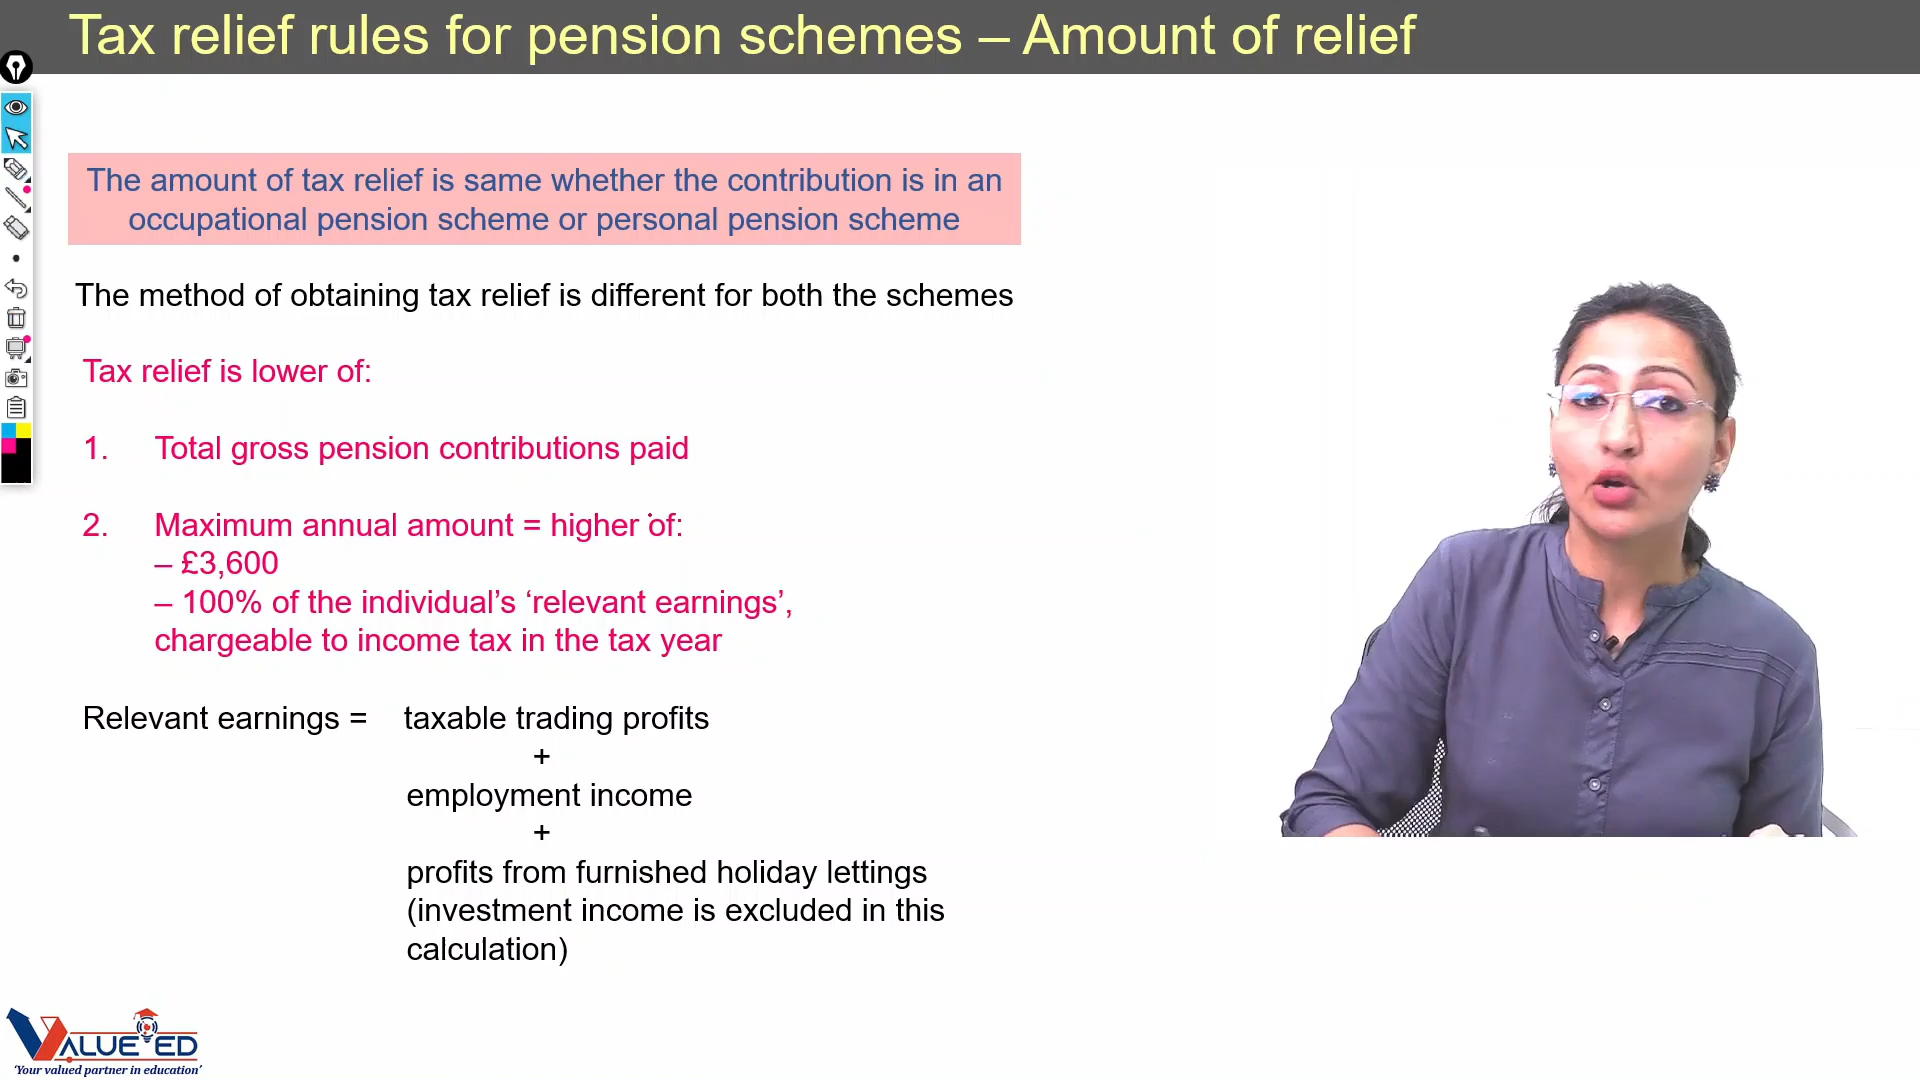 Tax relief rules for pension schemes – Amount of relief
The amount of tax relief is same whether the contribution is in an
occupational pension scheme or personal pension scheme
The method of obtaining tax relief is different for both the schemes
Tax relief is lower of:
1. Total gross pension contributions paid
2. Maximum annual amount = higher of:
– £3,600
– 100% of the individual’s ‘relevant earnings’,
chargeable to income tax in the tax year
Relevant earnings = taxable trading profits
+
employment income
+
profits from furnished holiday lettings
(investment income is excluded in this
calculation)
VALUE ED
‘Your valued partner in education’